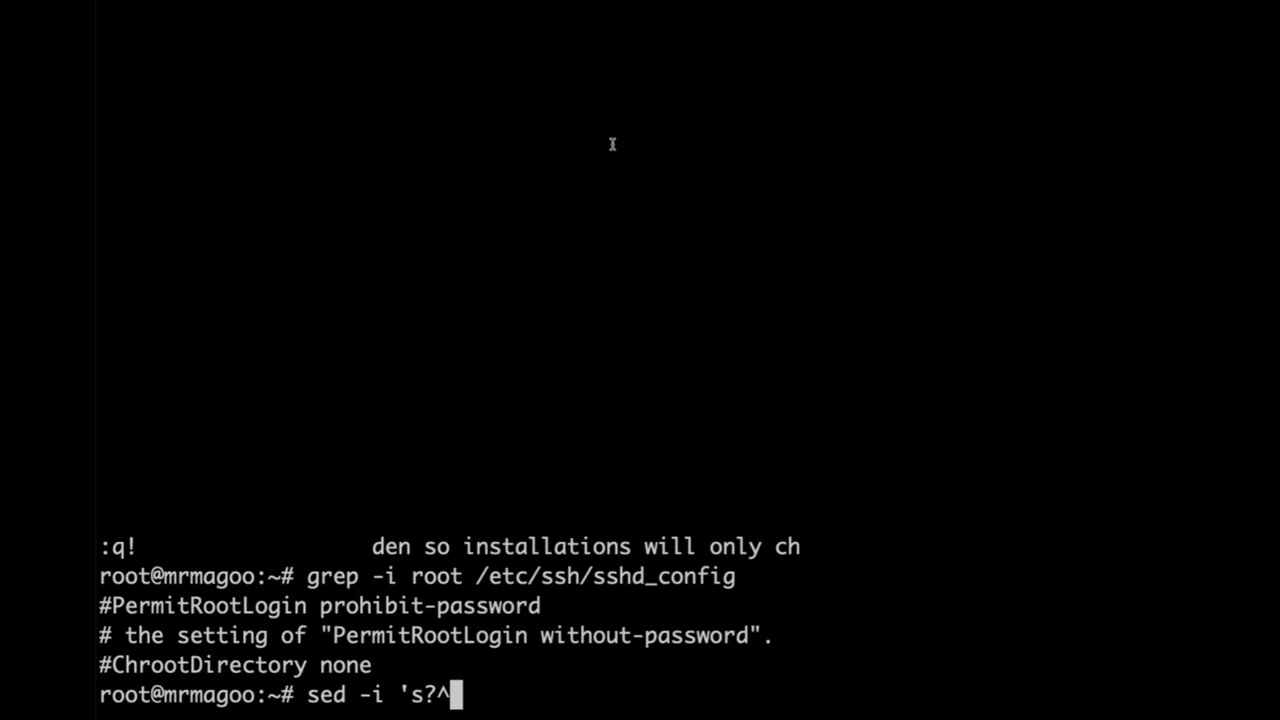 :q!                  den so installations will only ch
root@mrmagoo:~# grep -i root /etc/ssh/sshd_config
#PermitRootLogin prohibit-password
# the setting of "PermitRootLogin without-password".
#ChrootDirectory none
root@mrmagoo:~# sed -i 's?^